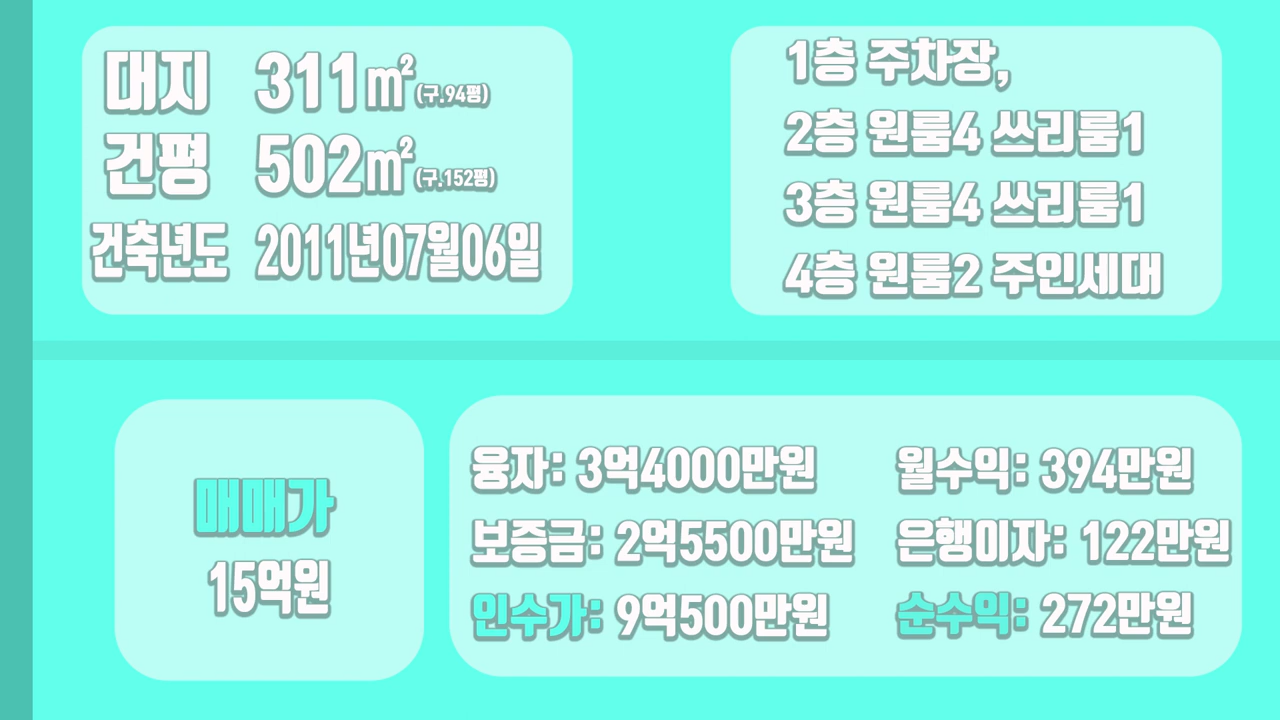 대지 311㎡(구.94평)
건평 502㎡(구.152평)
건축년도 2011년07월06일
1층 주차장,
2층 원룸4 쓰리룸1
3층 원룸4 쓰리룸1
4층 원룸2 주인세대
매매가
15억원
융자: 3억4000만원
보증금: 2억5500만원
인수가: 9억500만원
월수익: 394만원
은행이자: 122만원
순수익: 272만원